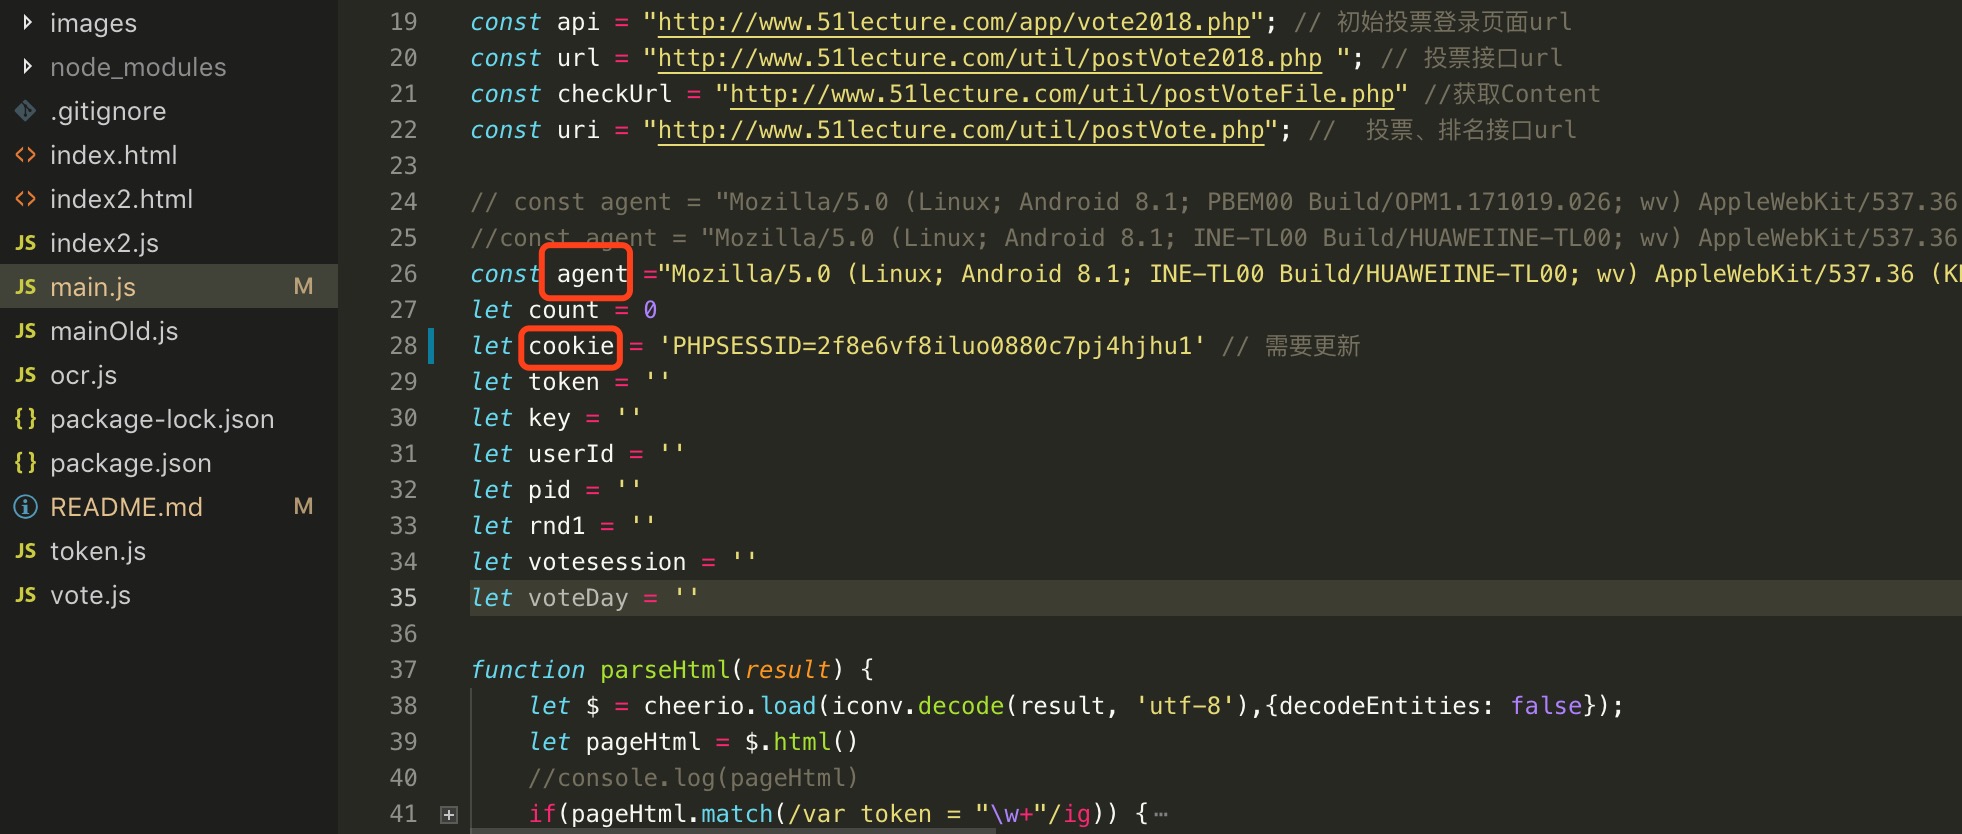 images
node_modules
.gitignore
index.html
index2.html
JS index2.js
JS main.js M
JS mainOld.js
JS ocr.js
{} package-lock.json
{} package.json
README.md M
JS token.js
JS vote.js
19 const api = "http://www.51lecture.com/app/vote2018.php"; // 初始投票登录页面url
20 const url = "http://www.51lecture.com/util/postVote2018.php "; // 投票接口url
21 const checkUrl = "http://www.51lecture.com/util/postVoteFile.php" //获取Content
22 const uri = "http://www.51lecture.com/util/postVote.php"; //  投票、排名接口url
23
24 // const agent = "Mozilla/5.0 (Linux; Android 8.1; PBEM00 Build/OPM1.171019.026; wv) AppleWebKit/537.36
25 //const agent = "Mozilla/5.0 (Linux; Android 8.1; INE-TL00 Build/HUAWEIINE-TL00; wv) AppleWebKit/537.36
26 const agent ="Mozilla/5.0 (Linux; Android 8.1; INE-TL00 Build/HUAWEIINE-TL00; wv) AppleWebKit/537.36 (K
27 let count = 0
28 let cookie = 'PHPSESSID=2f8e6vf8iluo0880c7pj4hjhu1' // 需要更新
29 let token = ''
30 let key = ''
31 let userId = ''
32 let pid = ''
33 let rnd1 = ''
34 let votesession = ''
35 let voteDay = ''
36
37 function parseHtml(result) {
38 let $ = cheerio.load(iconv.decode(result, 'utf-8'),{decodeEntities: false});
39 let pageHtml = $.html()
40 //console.log(pageHtml)
41 if(pageHtml.match(/var token = "\w+"/ig)) {⋯